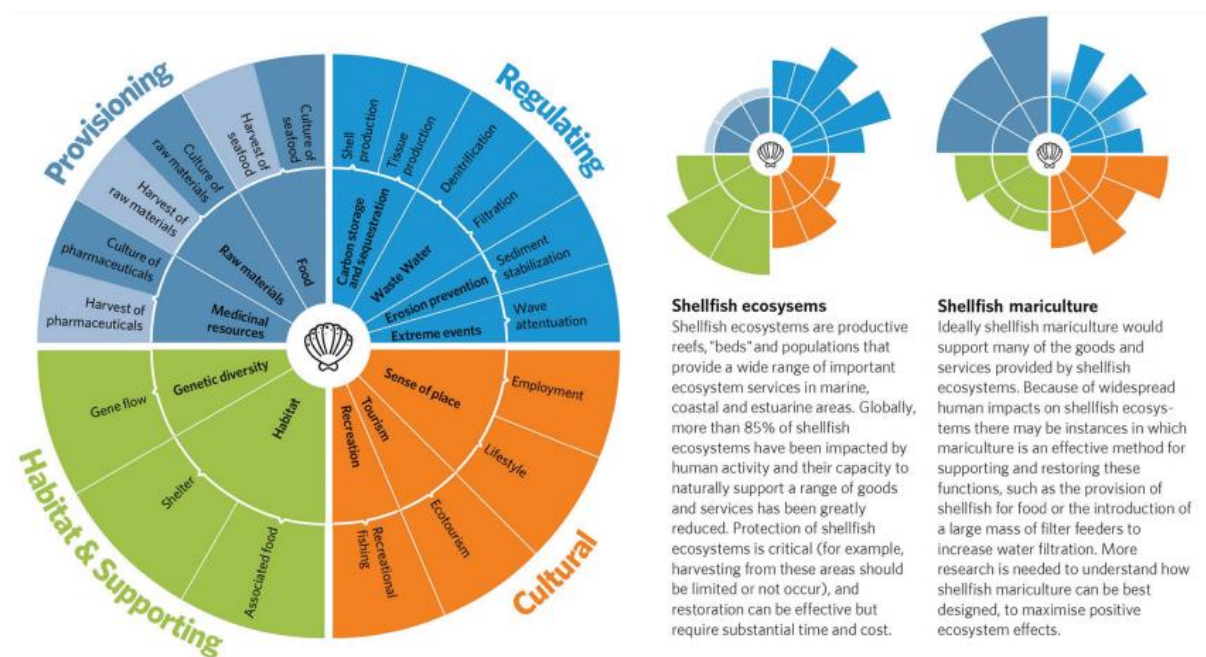 Provisioning
Regulating
Habitat & Supporting
Cultural
Harvest of
pharmaceuticals
Culture of
pharmaceuticals
Harvest of
raw materials
Culture of
raw materials
Harvest of
seafood
Culture of
seafood
Shell
production
Tissue
production
Denitrification
Filtration
Sediment
stabilization
Wave
attentuation
Medicinal
resources
Raw materials
Food
Carbon storage
and sequestration
Waste Water
Erosion prevention
Extreme events
Genetic diversity
Habitat
Recreation
Tourism
Sense of place
Gene flow
Shelter
Associated food
Recreational
fishing
Ecotourism
Lifestyle
Employment
Shellfish ecosysems
Shellfish ecosystems are productive
reefs, "beds" and populations that
provide a wide range of important
ecosystem services in marine,
coastal and estuarine areas. Globally,
more than 85% of shellfish
ecosystems have been impacted by
human activity and their capacity to
naturally support a range of goods
and services has been greatly
reduced. Protection of shellfish
ecosystems is critical (for example,
harvesting from these areas should
be limited or not occur), and
restoration can be effective but
require substantial time and cost.
Shellfish mariculture
Ideally shellfish mariculture would
support many of the goods and
services provided by shellfish
ecosystems. Because of widespread
human impacts on shellfish ecosys-
tems there may be instances in which
mariculture is an effective method for
supporting and restoring these
functions, such as the provision of
shellfish for food or the introduction of
a large mass of filter feeders to
increase water filtration. More
research is needed to understand how
shellfish mariculture can be best
designed, to maximise positive
ecosystem effects.